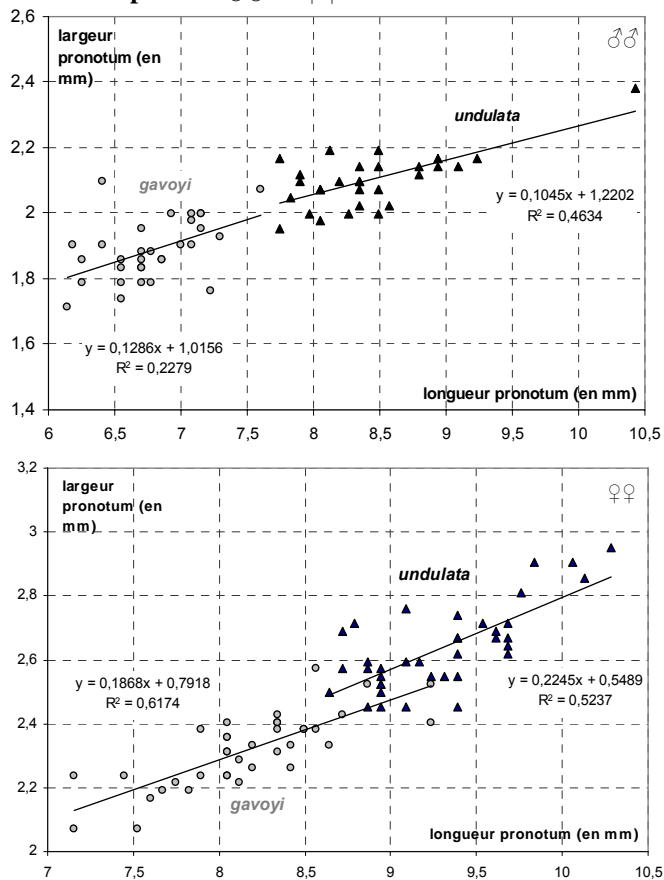 2,6
largeur
pronotum (en
mm)
♂♂
2,4
undulata
2,2
gavoyi
y = 0,1045x + 1,2202
R² = 0,4634
2
1,8
y = 0,1286x + 1,0156
R² = 0,2279
1,6
longueur pronotum (en mm)
1,4
6 6,5 7 7,5 8 8,5 9 9,5 10 10,5
3,2
largeur
pronotum (en
mm)
♀♀
3
undulata
2,8
2,6
y = 0,1868x + 0,7918
R² = 0,6174
y = 0,2245x + 0,5489
R² = 0,5237
2,4
2,2
gavoyi
longueur pronotum (en mm)
2
7 7,5 8 8,5 9 9,5 10 10,5